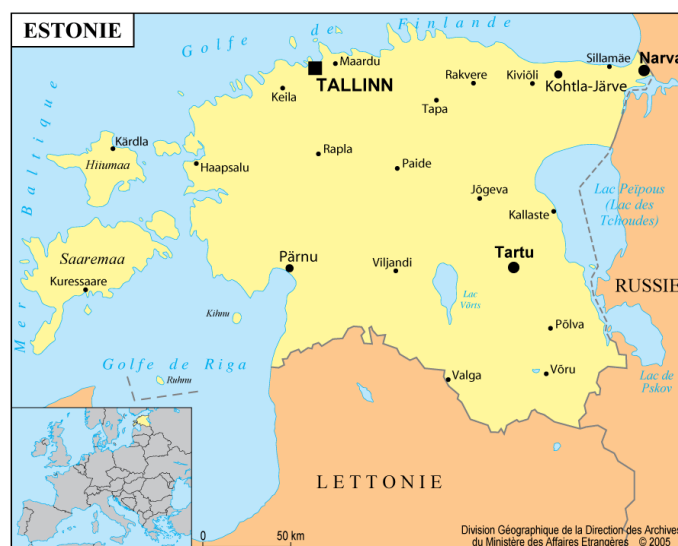 ESTONIE
Golfe de Finlande
Mer Baltique
Maardu
TALLINN
Keila
Rakvere
Kiviõli
Sillamäe
Narva
Kohtla-Järve
Tapa
Kärdla
Hiiumaa
Haapsalu
Rapla
Paide
Jõgeva
Kallaste
Lac Peïpous
(Lac des
Tchoudes)
Saaremaa
Kuressaare
Pärnu
Viljandi
Tartu
RUSSIE
Lac
Võrts
Kihnu
Põlva
Golfe de Riga
Ruhnu
Valga
Võru
Lac de
Pskov
LETTONIE
0 50 km
Division Géographique de la Direction des Archives
du Ministère des Affaires Etrangères © 2005